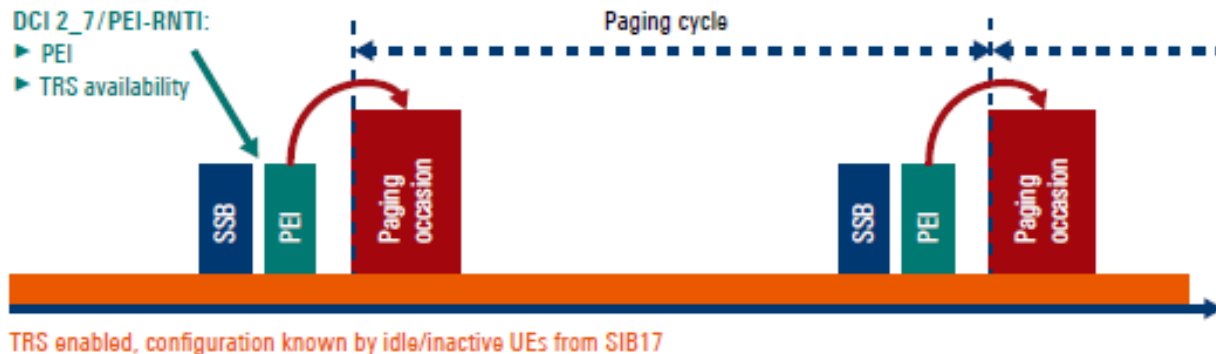 DCI 2_7/PEI-RNTI:
► PEI
► TRS availability
Paging cycle
SSB
PEI
Paging
occasion
SSB
PEI
Paging
occasion
TRS enabled, configuration known by idle/inactive UEs from SIB17